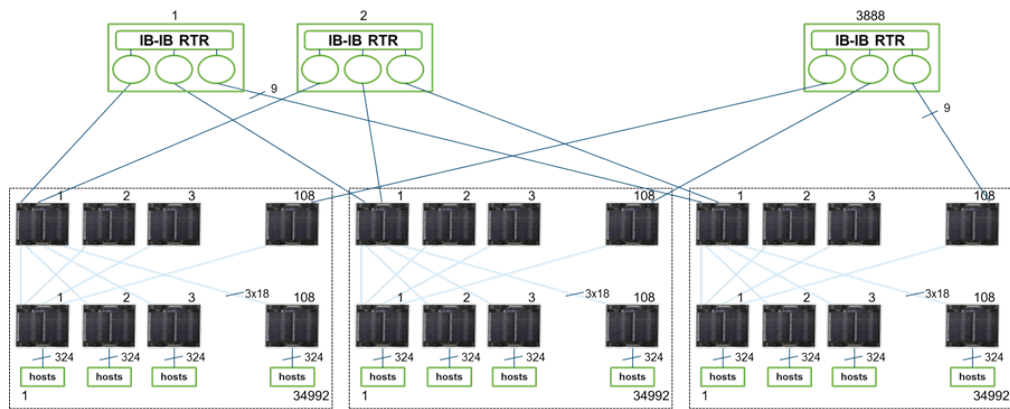 1 2 3888
IB-IB RTR IB-IB RTR IB-IB RTR
9
9
1 2 3 108 1 2 3 108 1 2 3 108
3x18 3x18 3x18
1 2 3 108 1 2 3 108 1 2 3 108
324 324 324 324 324 324 324 324 324 324 324 324
hosts hosts hosts hosts hosts hosts hosts hosts hosts hosts hosts hosts
1 34992 1 34992 1 34992